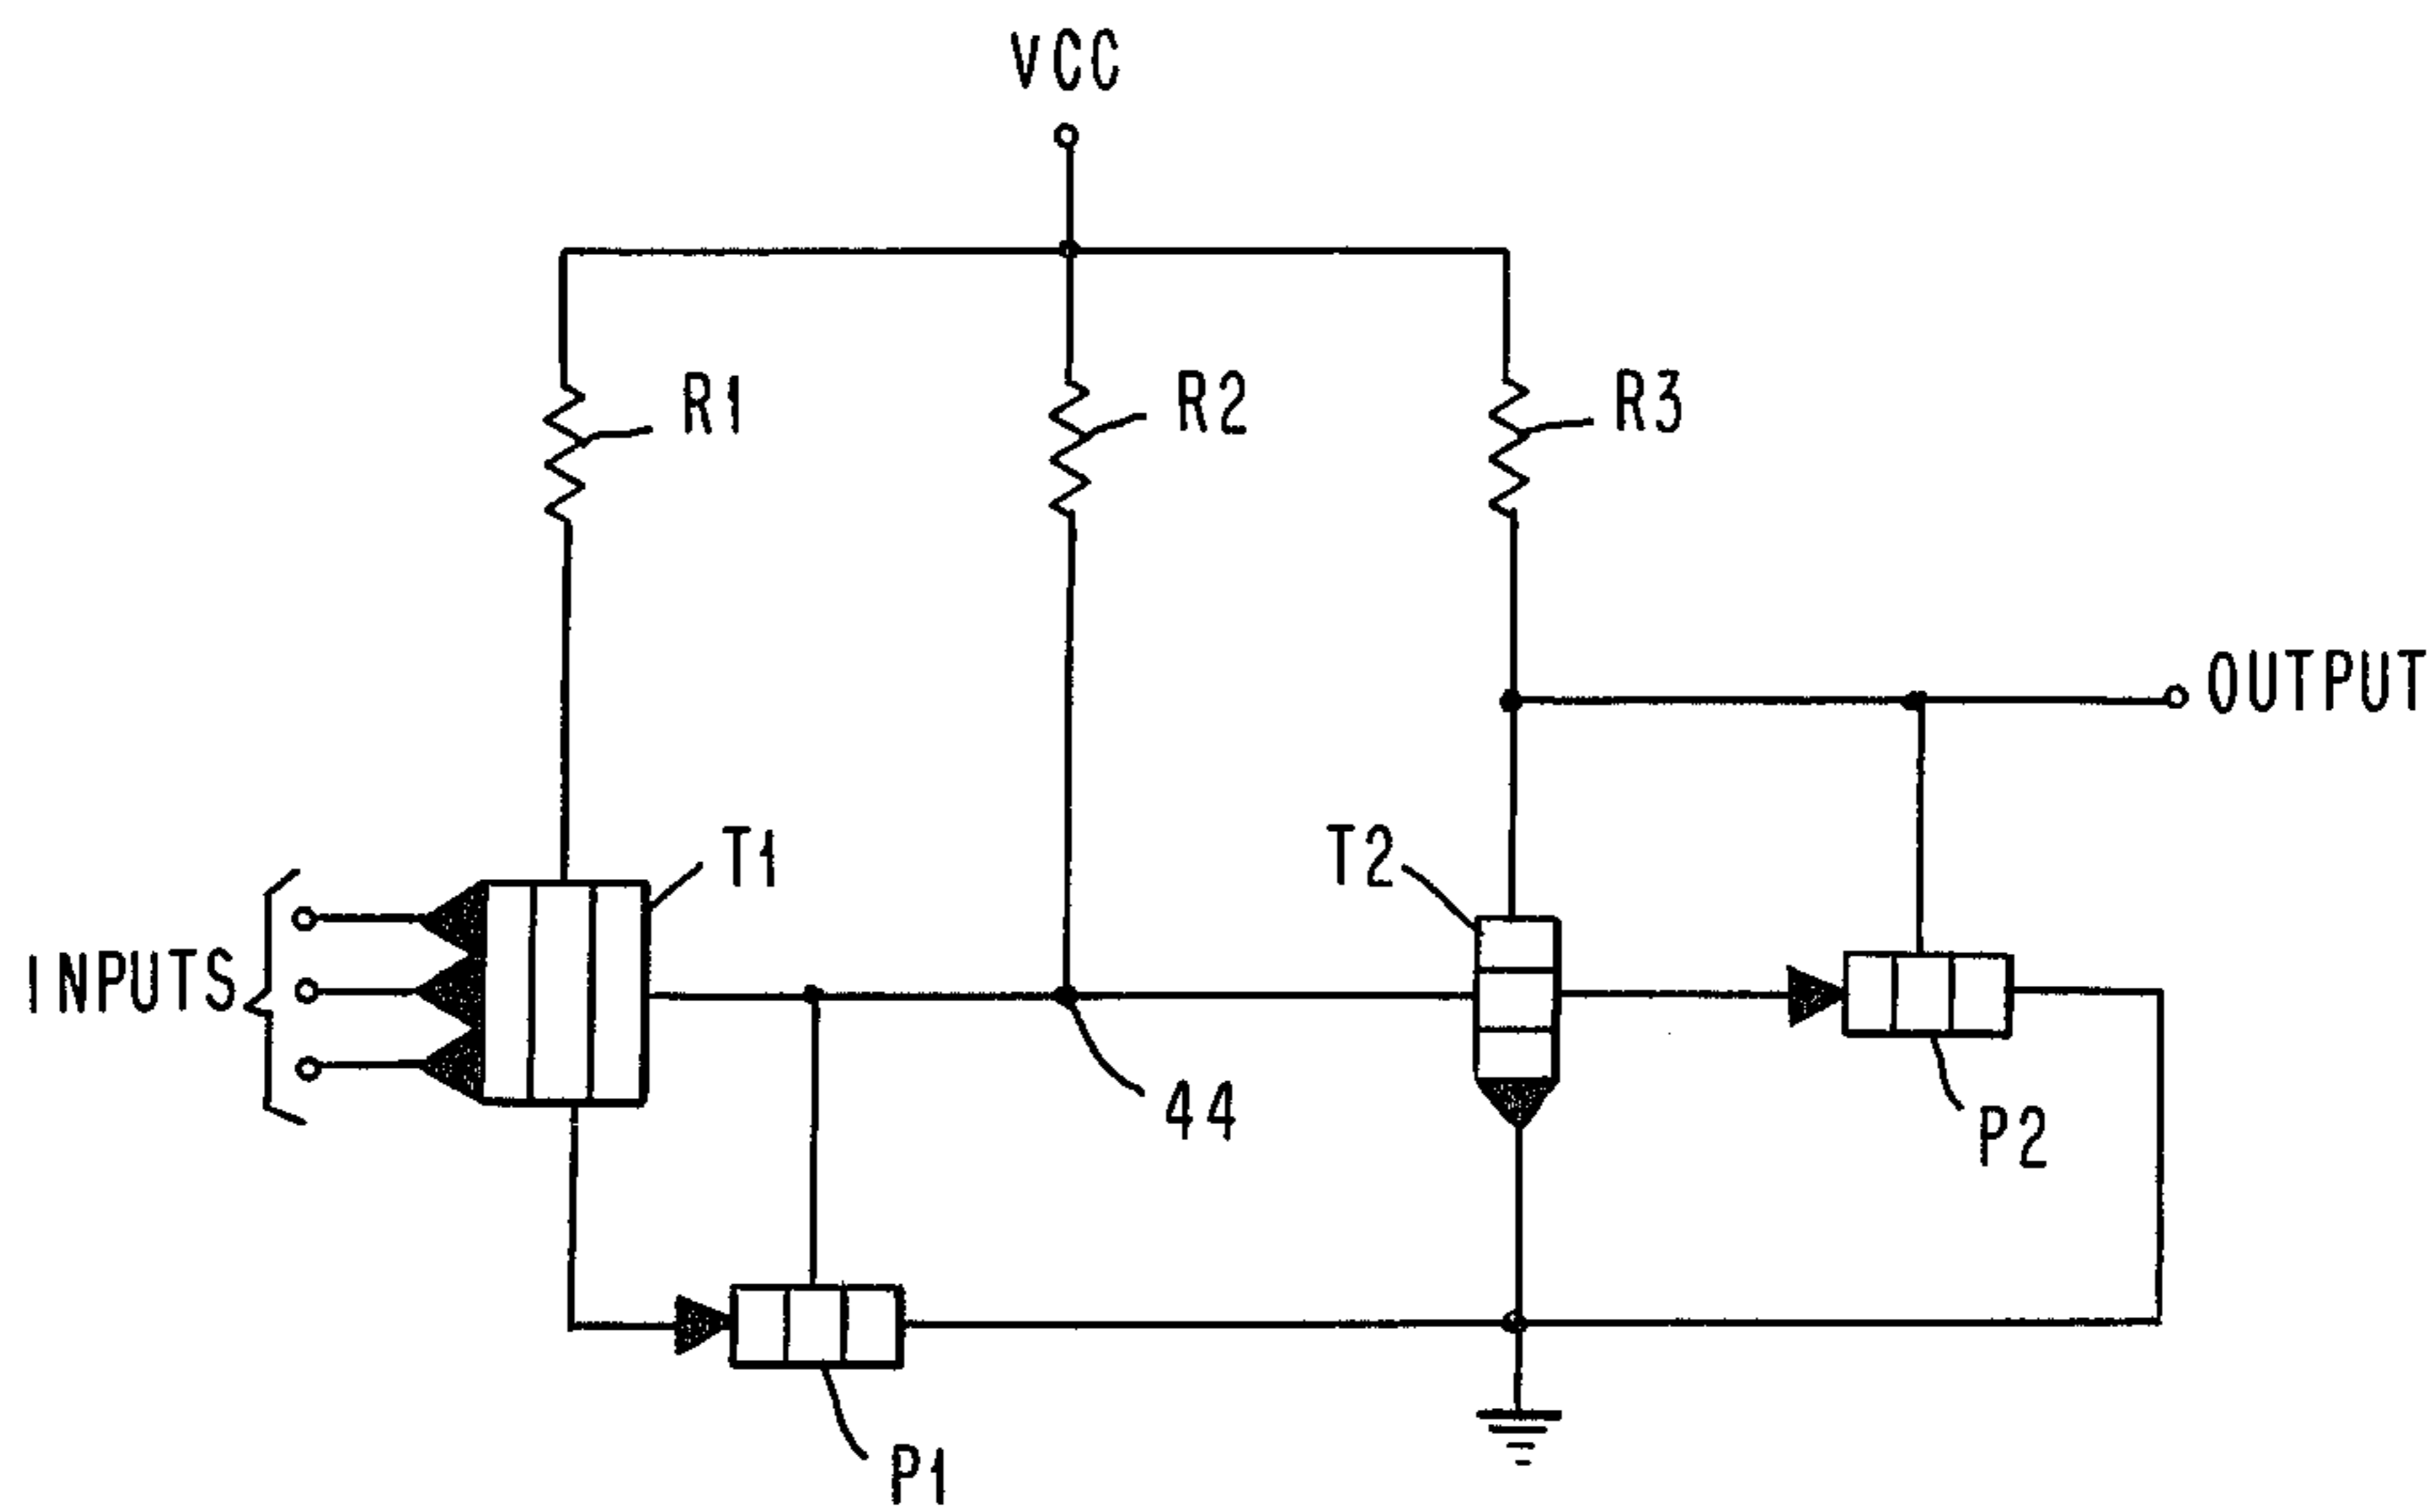 VCC
R1
R2
R3
OUTPUT
T1
T2
INPUTS
44
P2
P1